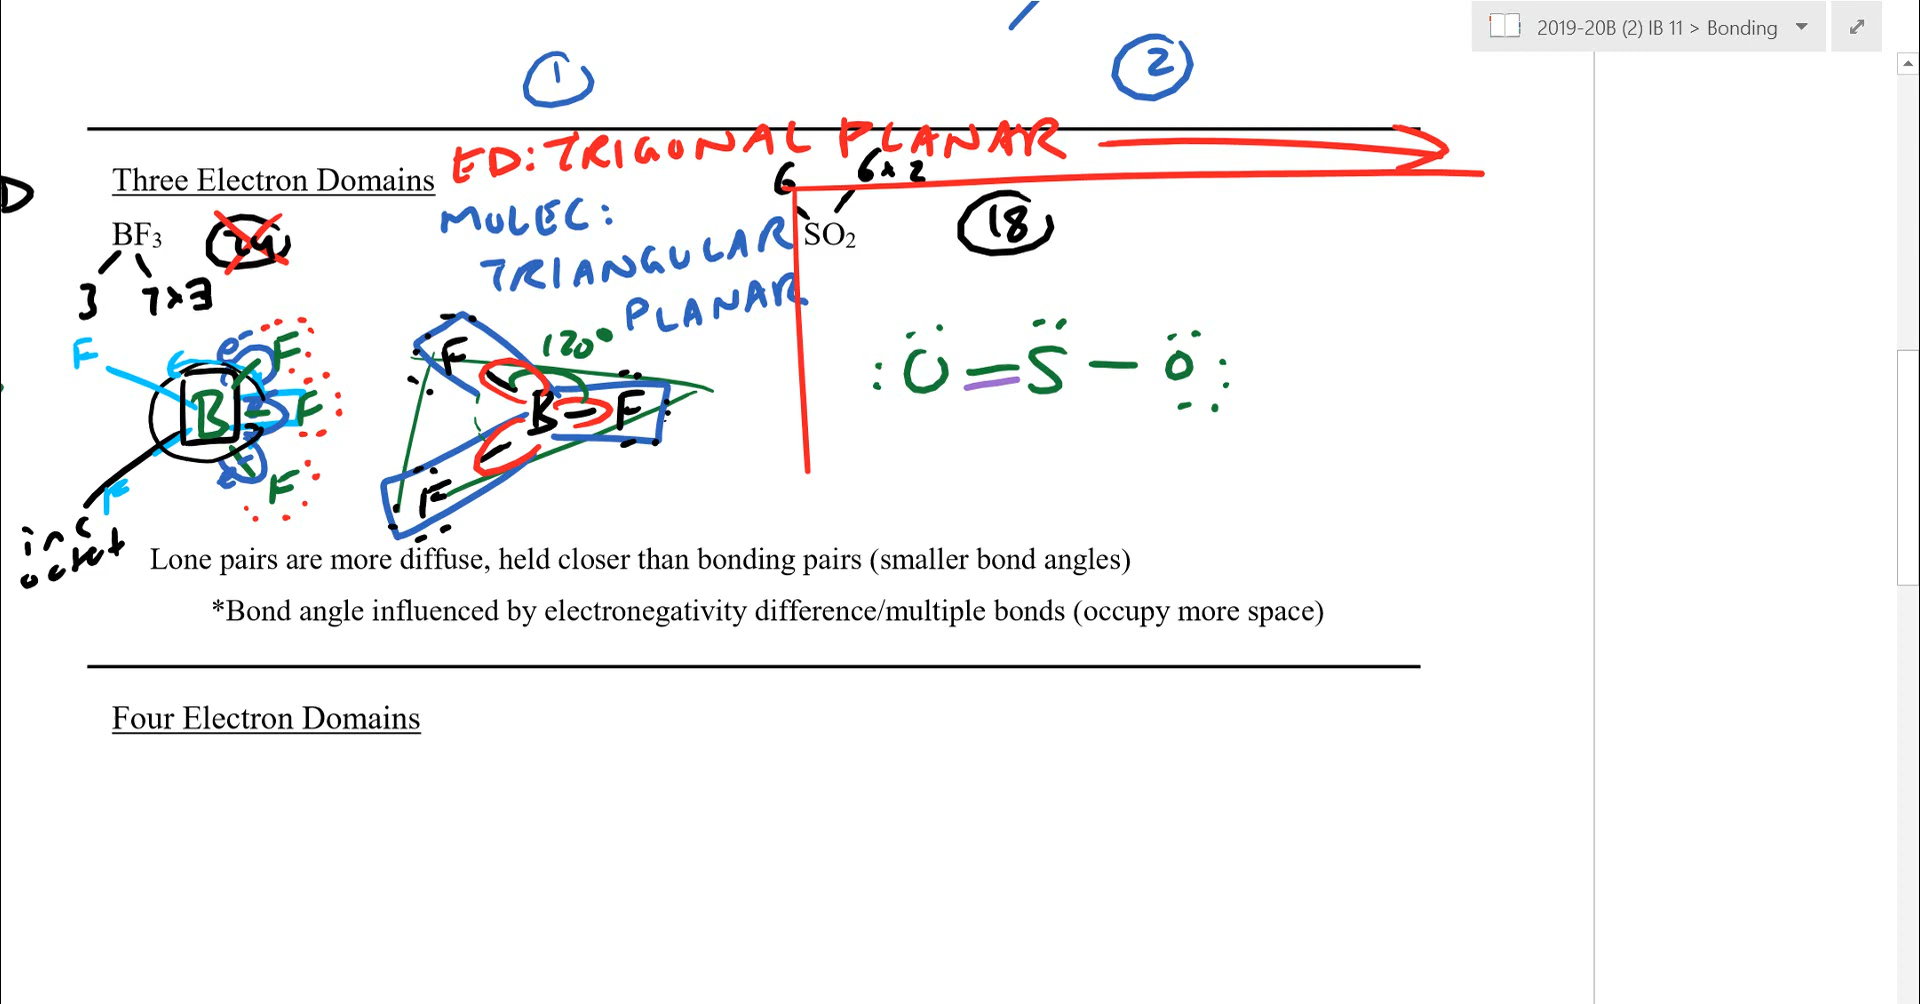 2019-20B (2) IB 11 > Bonding
1
2
ED: TRIGONAL PLANAR
Three Electron Domains
6
6x2
D
MOLEC:
BF3
24
SO2
18
TRIANGULAR
PLANAR
3
7x3
F
e-
F
120°
F
:O=S-O:
B
F
B
F
F
F
F
inc
octet
Lone pairs are more diffuse, held closer than bonding pairs (smaller bond angles)
*Bond angle influenced by electronegativity difference/multiple bonds (occupy more space)
Four Electron Domains